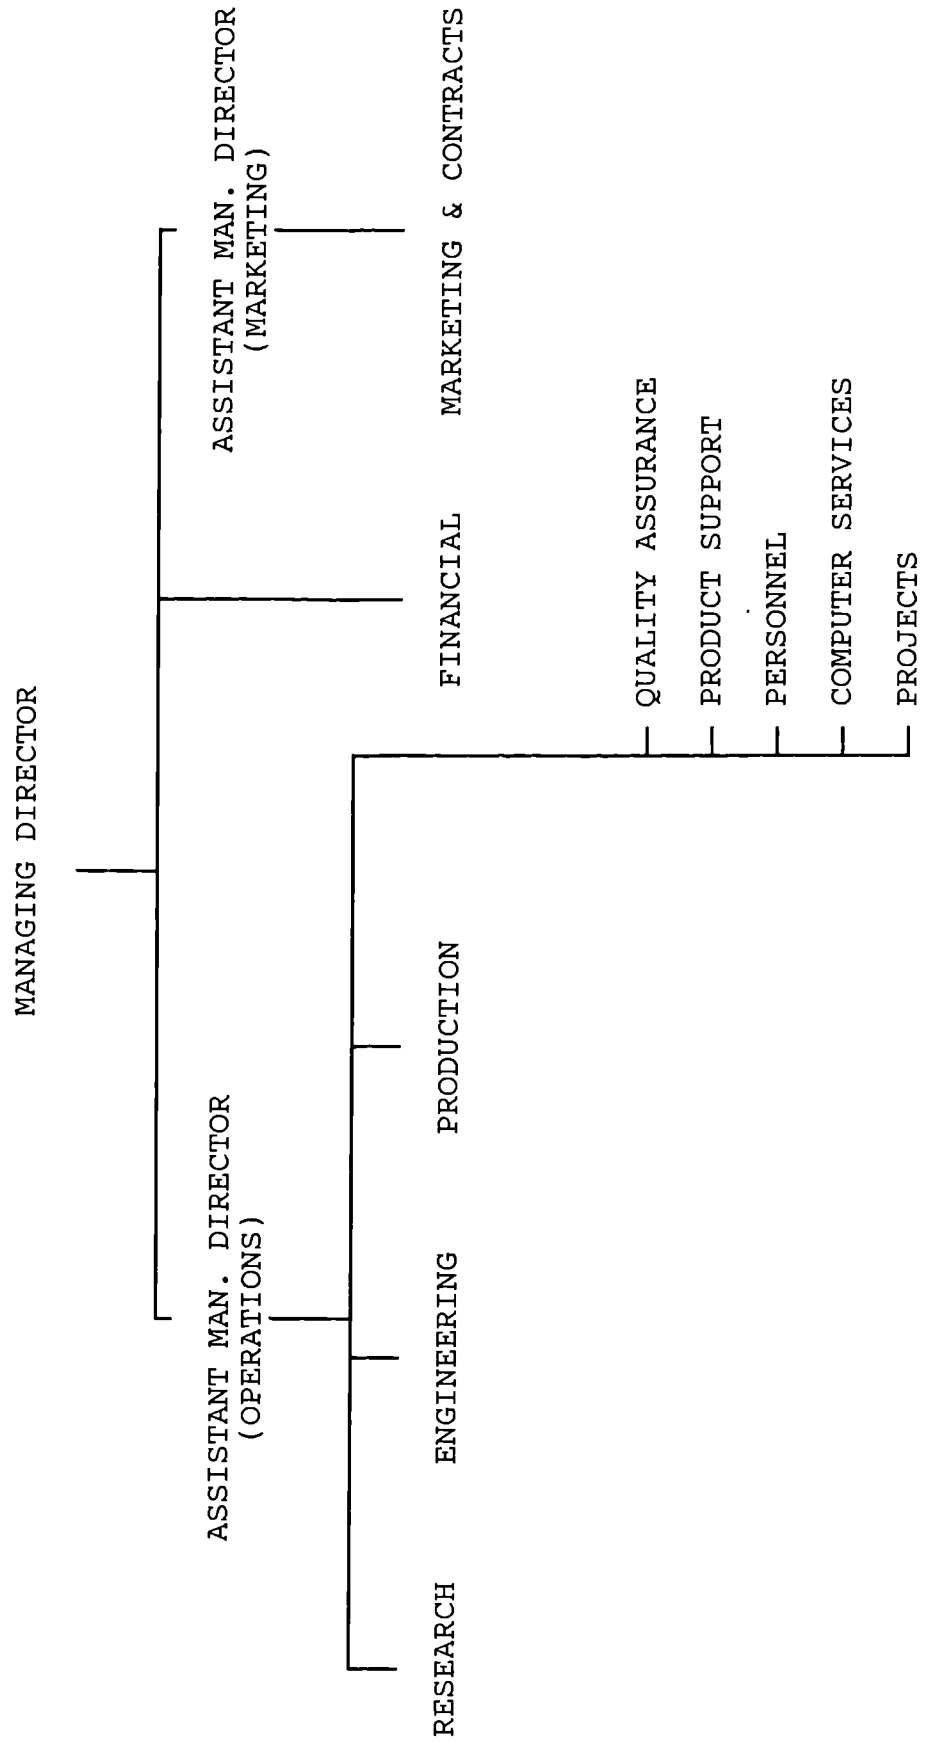 MANAGING DIRECTOR
ASSISTANT MAN. DIRECTOR
(OPERATIONS)
ASSISTANT MAN. DIRECTOR
(MARKETING)
RESEARCH
ENGINEERING
PRODUCTION
FINANCIAL
MARKETING & CONTRACTS
QUALITY ASSURANCE
PRODUCT SUPPORT
PERSONNEL
COMPUTER SERVICES
PROJECTS